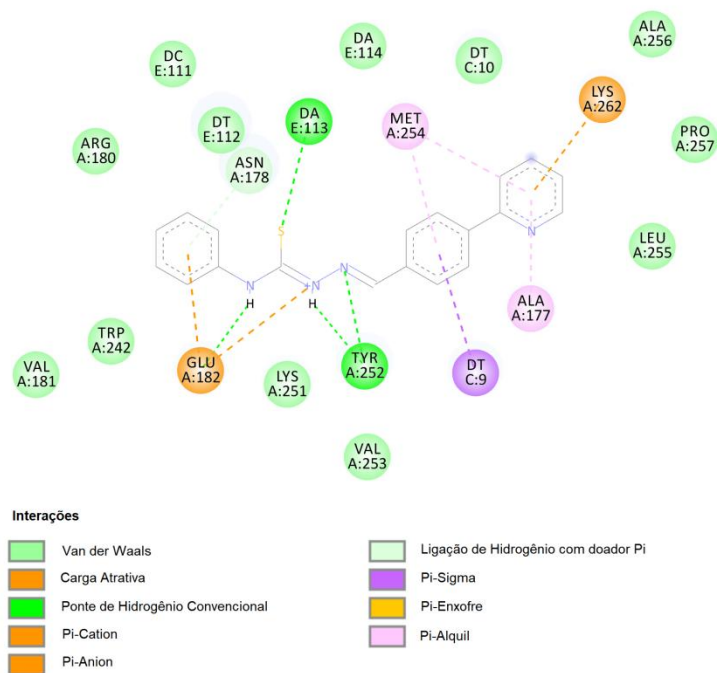 DC
E:111
DA
E:114
DT
C:10
ALA
A:256
LYS
A:262
DT
E:112
DA
E:113
MET
A:254
PRO
A:257
ARG
A:180
ASN
A:178
S
N
N
N
+N
LEU
A:255
H
H
ALA
A:177
TRP
A:242
VAL
A:181
GLU
A:182
LYS
A:251
TYR
A:252
DT
C:9
VAL
A:253
Interações
Van der Waals
Carga Atrativa
Ponte de Hidrogênio Convencional
Pi-Cation
Pi-Anion
Ligação de Hidrogênio com doador Pi
Pi-Sigma
Pi-Enxofre
Pi-Alquil